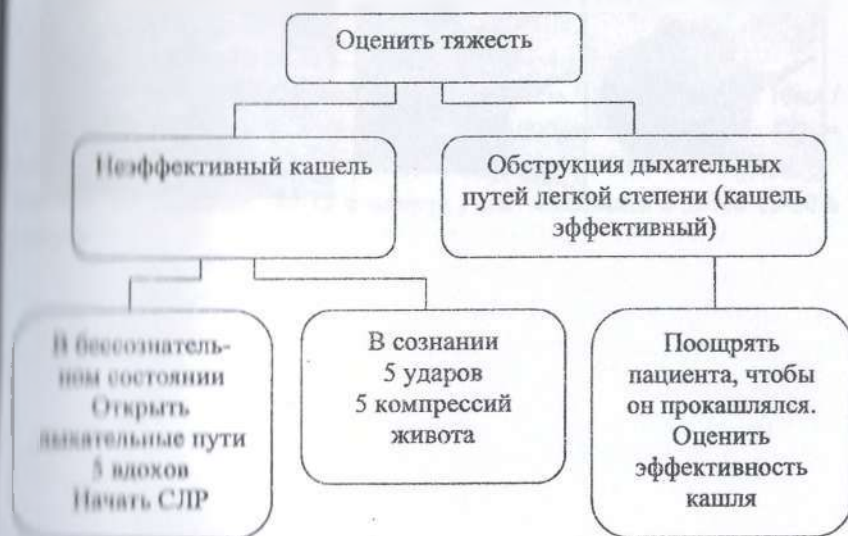 Оценить тяжесть
Неэффективный кашель
Обструкция дыхательных
путей легкой степени (кашель
эффективный)
В бессознатель-
ном состоянии
Открыть
дыхательные пути
5 вдохов
Начать СЛР
В сознании
5 ударов
5 компрессий
живота
Поощрять
пациента, чтобы
он прокашлялся.
Оценить
эффективность
кашля